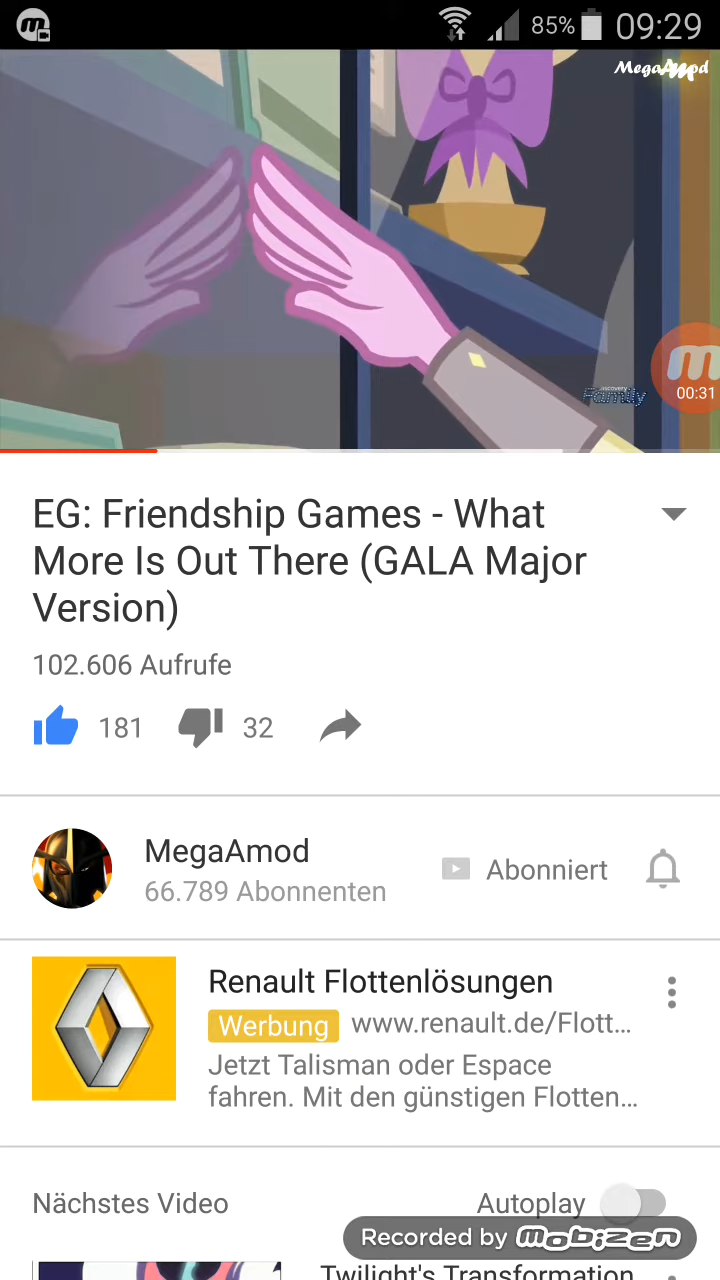 85% 09:29
MegaAmod
Discovery
Family
00:31
EG: Friendship Games - What
More Is Out There (GALA Major
Version)
102.606 Aufrufe
181 32
MegaAmod
66.789 Abonnenten
Abonniert
Renault Flottenlösungen
Werbung www.renault.de/Flott...
Jetzt Talisman oder Espace
fahren. Mit den günstigen Flotten...
Nächstes Video Autoplay
Recorded by mobizen
Twilight's Transformation